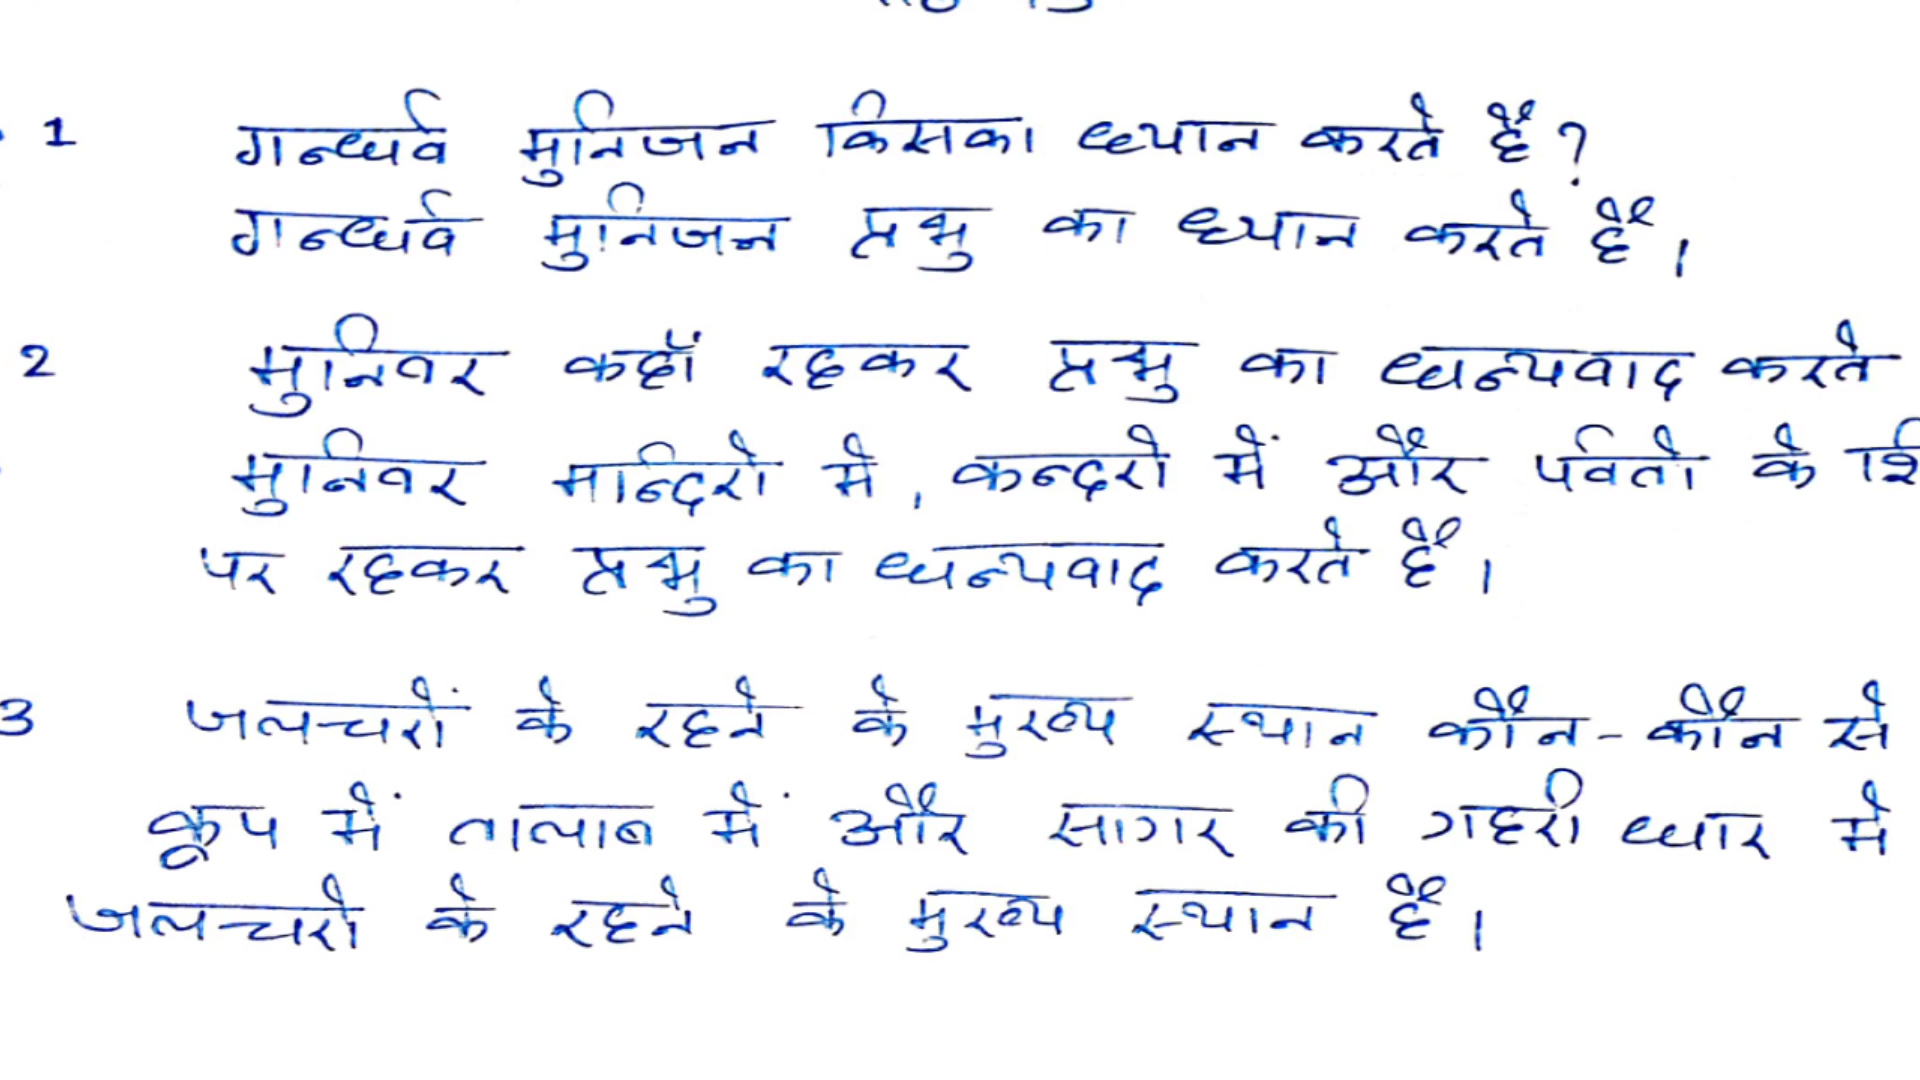 1 गन्धर्व मुनिजन किसका ध्यान करते हैं?
गन्धर्व मुनिजन प्रभु का ध्यान करते हैं।
2 मुनिवर कहाँ रहकर प्रभु का धन्यवाद करते
मुनिवर मन्दिरो मे, कन्दरो में और पर्वतो के
पर रहकर प्रभु का धन्यवाद करते हैं।
3 जलचरों के रहने के मुख्य स्थान कौन-कौन से
कूप में तालाब में और सागर की गहरी धार मे
जलचरो के रहने के मुख्य स्थान हैं।